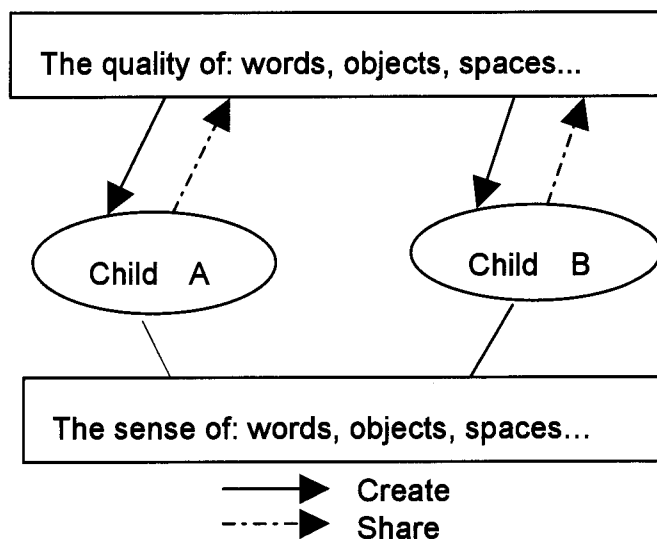 The quality of: words, objects, spaces...
Child A
Child B
The sense of: words, objects, spaces...
Create
Share